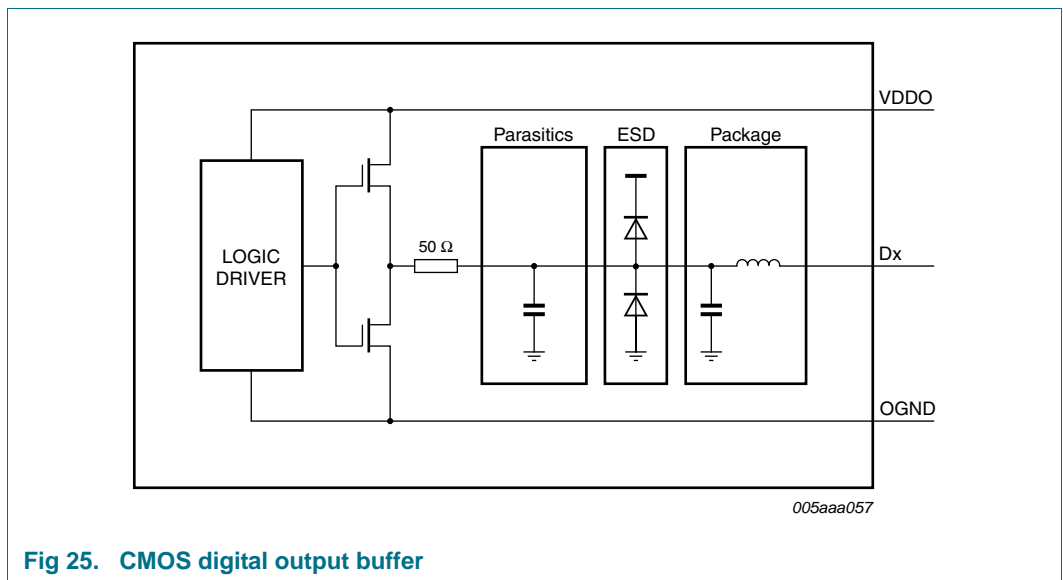 VDDO
Parasitics
ESD
Package
50 Ω
LOGIC
DRIVER
Dx
OGND
005aaa057
Fig 25. CMOS digital output buffer